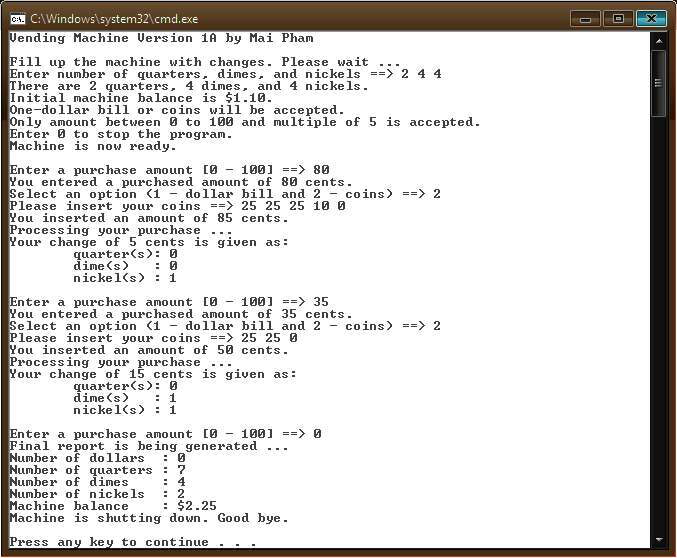 C:\Windows\system32\cmd.exe
Vending Machine Version 1A by Mai Pham
Fill up the machine with changes. Please wait ...
Enter number of quarters, dimes, and nickels ==> 2 4 4
There are 2 quarters, 4 dimes, and 4 nickels.
Initial machine balance is $1.10.
One-dollar bill or coins will be accepted.
Only amount between 0 to 100 and multiple of 5 is accepted.
Enter 0 to stop the program.
Machine is now ready.
Enter a purchase amount [0 - 100] ==> 80
You entered a purchased amount of 80 cents.
Select an option (1 - dollar bill and 2 - coins) ==> 2
Please insert your coins ==> 25 25 25 10 0
You inserted an amount of 85 cents.
Processing your purchase ...
Your change of 5 cents is given as:
quarter(s): 0
dime(s)   : 0
nickel(s) : 1
Enter a purchase amount [0 - 100] ==> 35
You entered a purchased amount of 35 cents.
Select an option (1 - dollar bill and 2 - coins) ==> 2
Please insert your coins ==> 25 25 0
You inserted an amount of 50 cents.
Processing your purchase ...
Your change of 15 cents is given as:
quarter(s): 0
dime(s)   : 1
nickel(s) : 1
Enter a purchase amount [0 - 100] ==> 0
Final report is being generated ...
Number of dollars  : 0
Number of quarters : 7
Number of dimes    : 4
Number of nickels  : 2
Machine balance    : $2.25
Machine is shutting down. Good bye.
Press any key to continue . . .